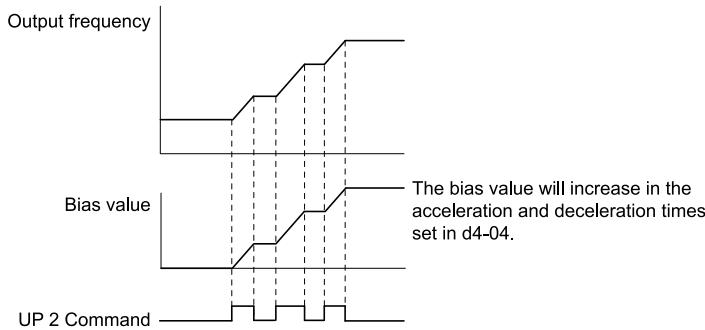 Output frequency
Bias value
The bias value will increase in the
acceleration and deceleration times
set in d4-04.
UP 2 Command